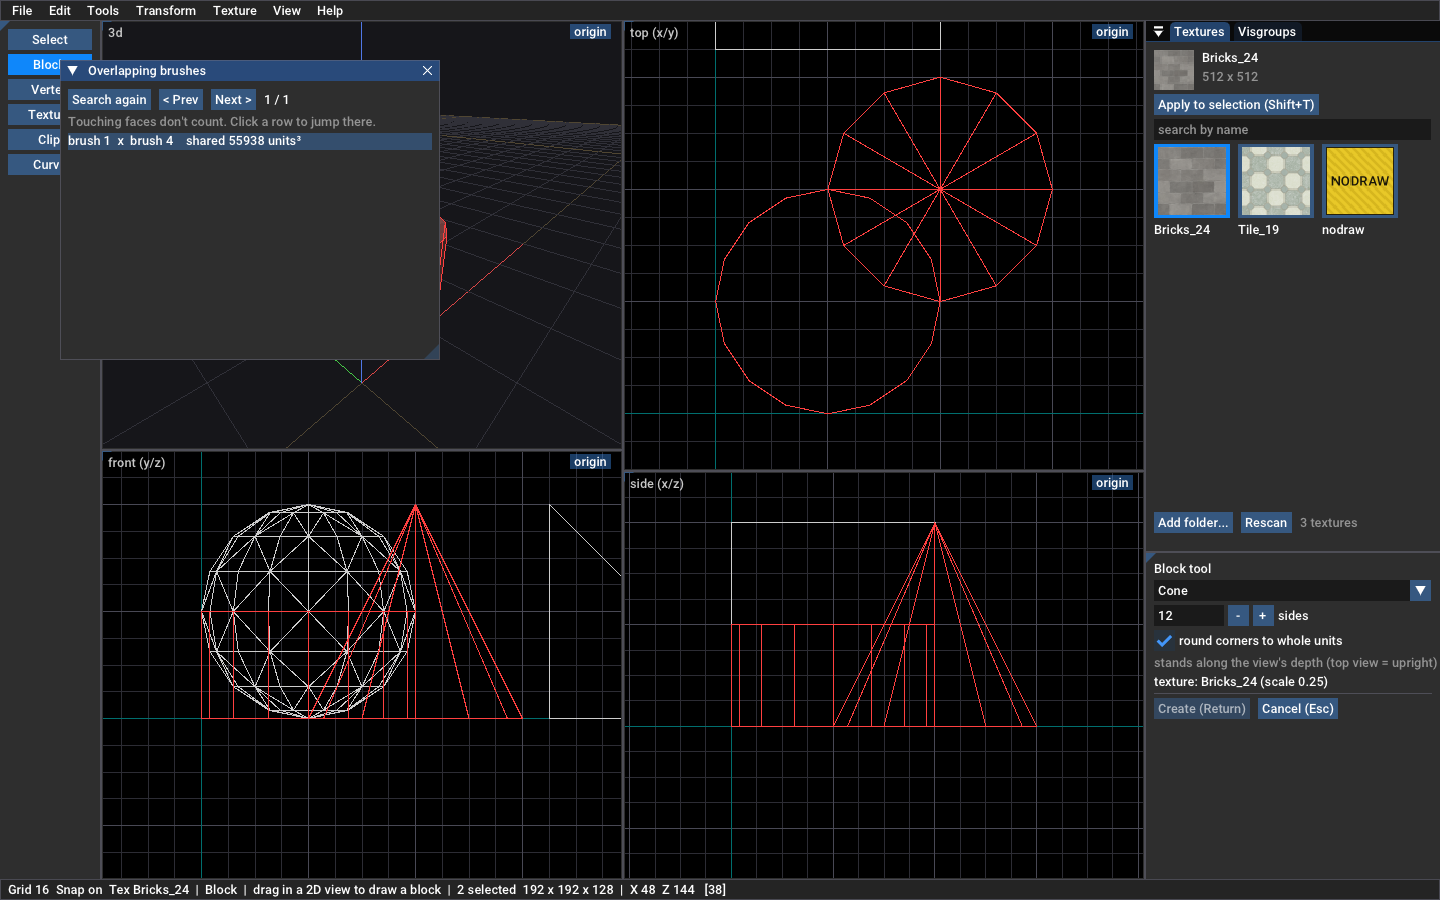 File Edit Tools Transform Texture View Help
Select
Bloc
Verte
Textu
Clip
Curv
3d
origin
Overlapping brushes
Search again < Prev Next > 1 / 1
Touching faces don't count. Click a row to jump there.
brush 1 x brush 4 shared 55938 units³
top (x/y)
origin
front (y/z)
origin
side (x/z)
origin
Textures Visgroups
Bricks_24
512 x 512
Apply to selection (Shift+T)
search by name
NODRAW
Bricks_24 Tile_19 nodraw
Add folder... Rescan 3 textures
Block tool
Cone
12 - + sides
round corners to whole units
stands along the view's depth (top view = upright)
texture: Bricks_24 (scale 0.25)
Create (Return) Cancel (Esc)
Grid 16 Snap on Tex Bricks_24 | Block | drag in a 2D view to draw a block | 2 selected 192 x 192 x 128 | X 48 Z 144 [38]